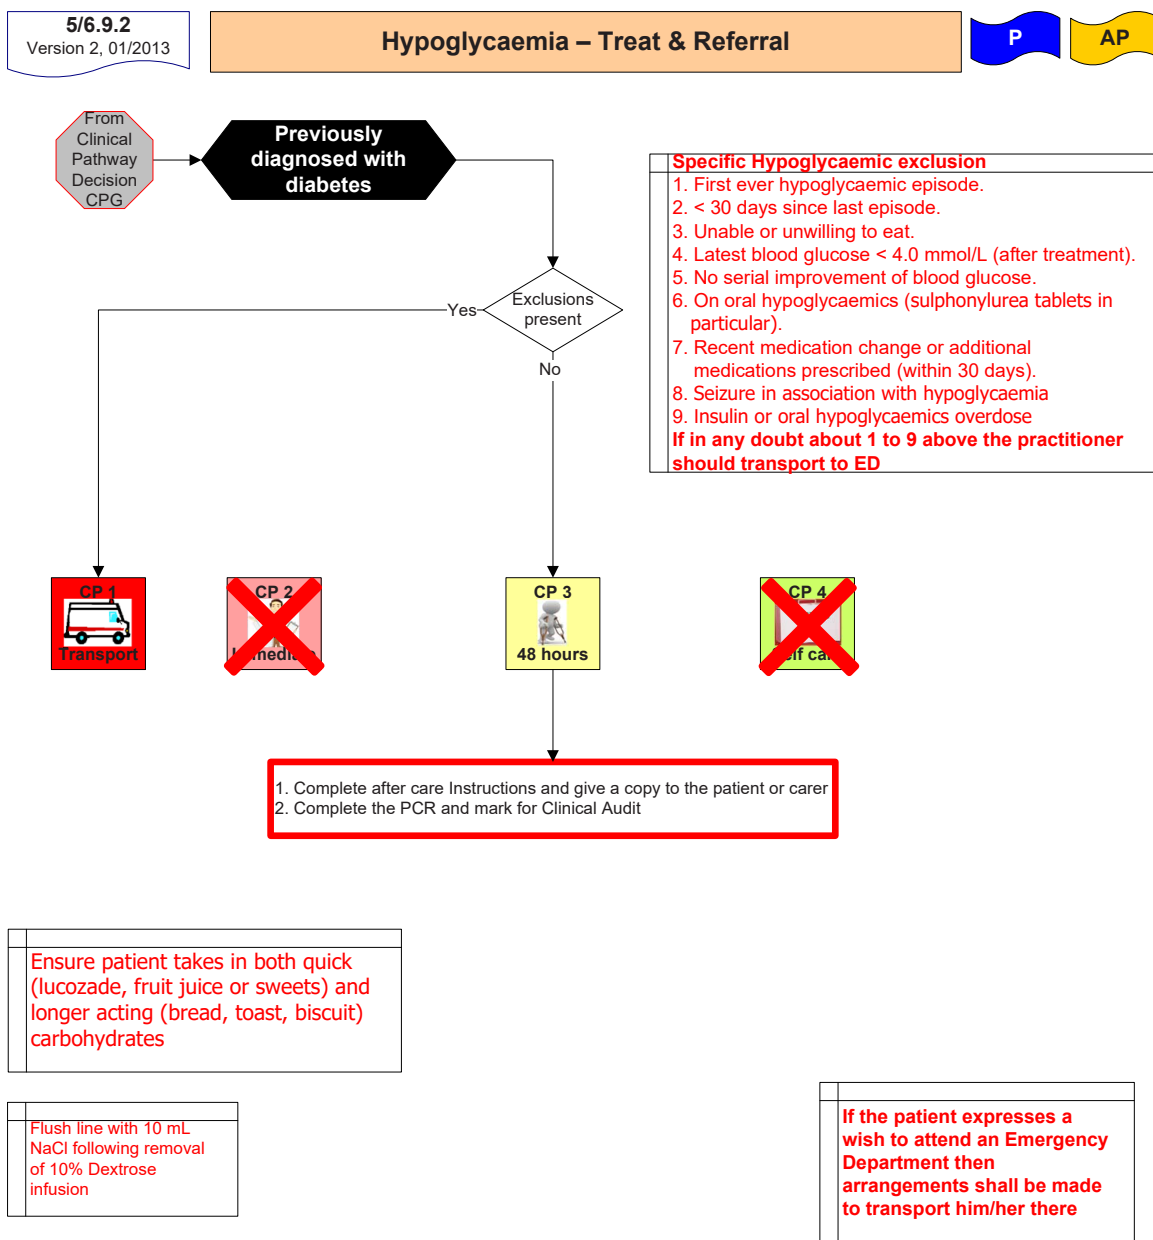 5/6.9.2
Version 2, 01/2013
Hypoglycaemia – Treat & Referral
P
AP
From
Clinical
Pathway
Decision
CPG
Previously
diagnosed with
diabetes
Specific Hypoglycaemic exclusion
1. First ever hypoglycaemic episode.
2. < 30 days since last episode.
3. Unable or unwilling to eat.
4. Latest blood glucose < 4.0 mmol/L (after treatment).
5. No serial improvement of blood glucose.
6. On oral hypoglycaemics (sulphonylurea tablets in
particular).
7. Recent medication change or additional
medications prescribed (within 30 days).
8. Seizure in association with hypoglycaemia
9. Insulin or oral hypoglycaemics overdose
If in any doubt about 1 to 9 above the practitioner
should transport to ED
Exclusions
present
Yes
No
CP 1
Transport
CP 2
CP 3
48 hours
CP 4
Self care
1. Complete after care Instructions and give a copy to the patient or carer
2. Complete the PCR and mark for Clinical Audit
Ensure patient takes in both quick
(lucozade, fruit juice or sweets) and
longer acting (bread, toast, biscuit)
carbohydrates
Flush line with 10 mL
NaCl following removal
of 10% Dextrose
infusion
If the patient expresses a
wish to attend an Emergency
Department then
arrangements shall be made
to transport him/her there